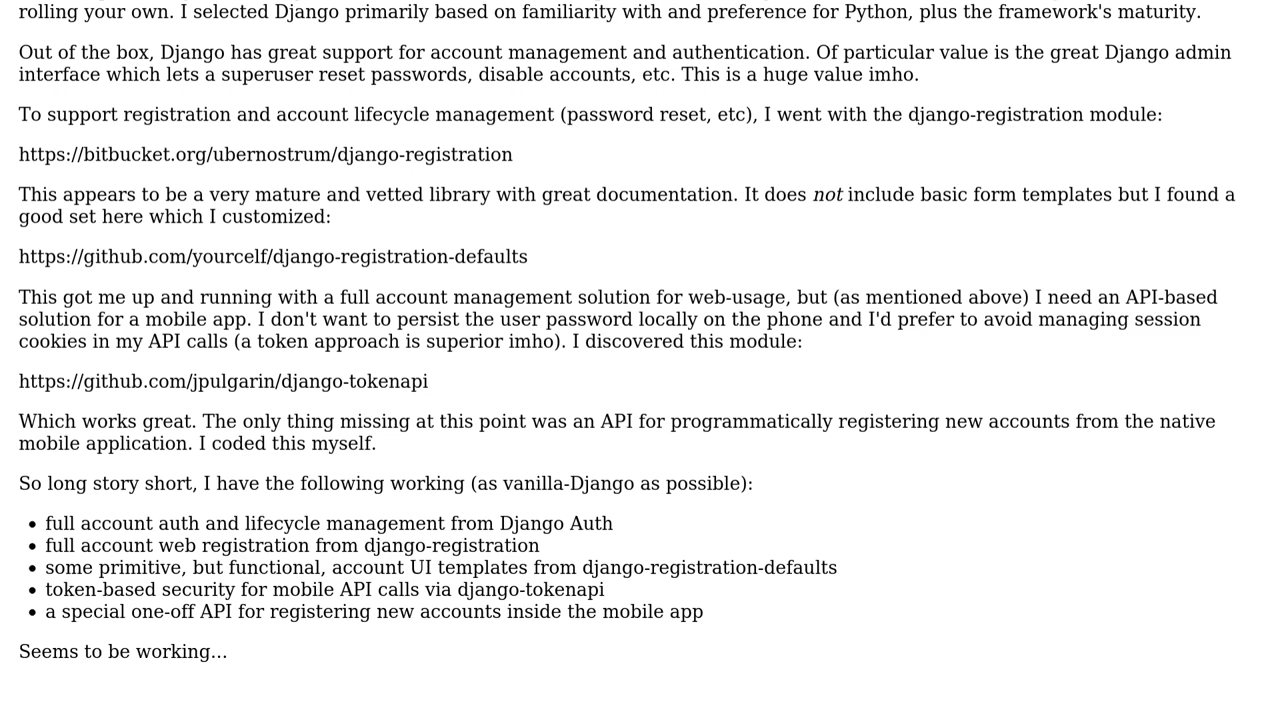 rolling your own. I selected Django primarily based on familiarity with and preference for Python, plus the framework's maturity.
Out of the box, Django has great support for account management and authentication. Of particular value is the great Django admin
interface which lets a superuser reset passwords, disable accounts, etc. This is a huge value imho.
To support registration and account lifecycle management (password reset, etc), I went with the django-registration module:
https://bitbucket.org/ubernostrum/django-registration
This appears to be a very mature and vetted library with great documentation. It does not include basic form templates but I found a
good set here which I customized:
https://github.com/yourcelf/django-registration-defaults
This got me up and running with a full account management solution for web-usage, but (as mentioned above) I need an API-based
solution for a mobile app. I don't want to persist the user password locally on the phone and I'd prefer to avoid managing session
cookies in my API calls (a token approach is superior imho). I discovered this module:
https://github.com/jpulgarin/django-tokenapi
Which works great. The only thing missing at this point was an API for programmatically registering new accounts from the native
mobile application. I coded this myself.
So long story short, I have the following working (as vanilla-Django as possible):
• full account auth and lifecycle management from Django Auth
• full account web registration from django-registration
• some primitive, but functional, account UI templates from django-registration-defaults
• token-based security for mobile API calls via django-tokenapi
• a special one-off API for registering new accounts inside the mobile app
Seems to be working...